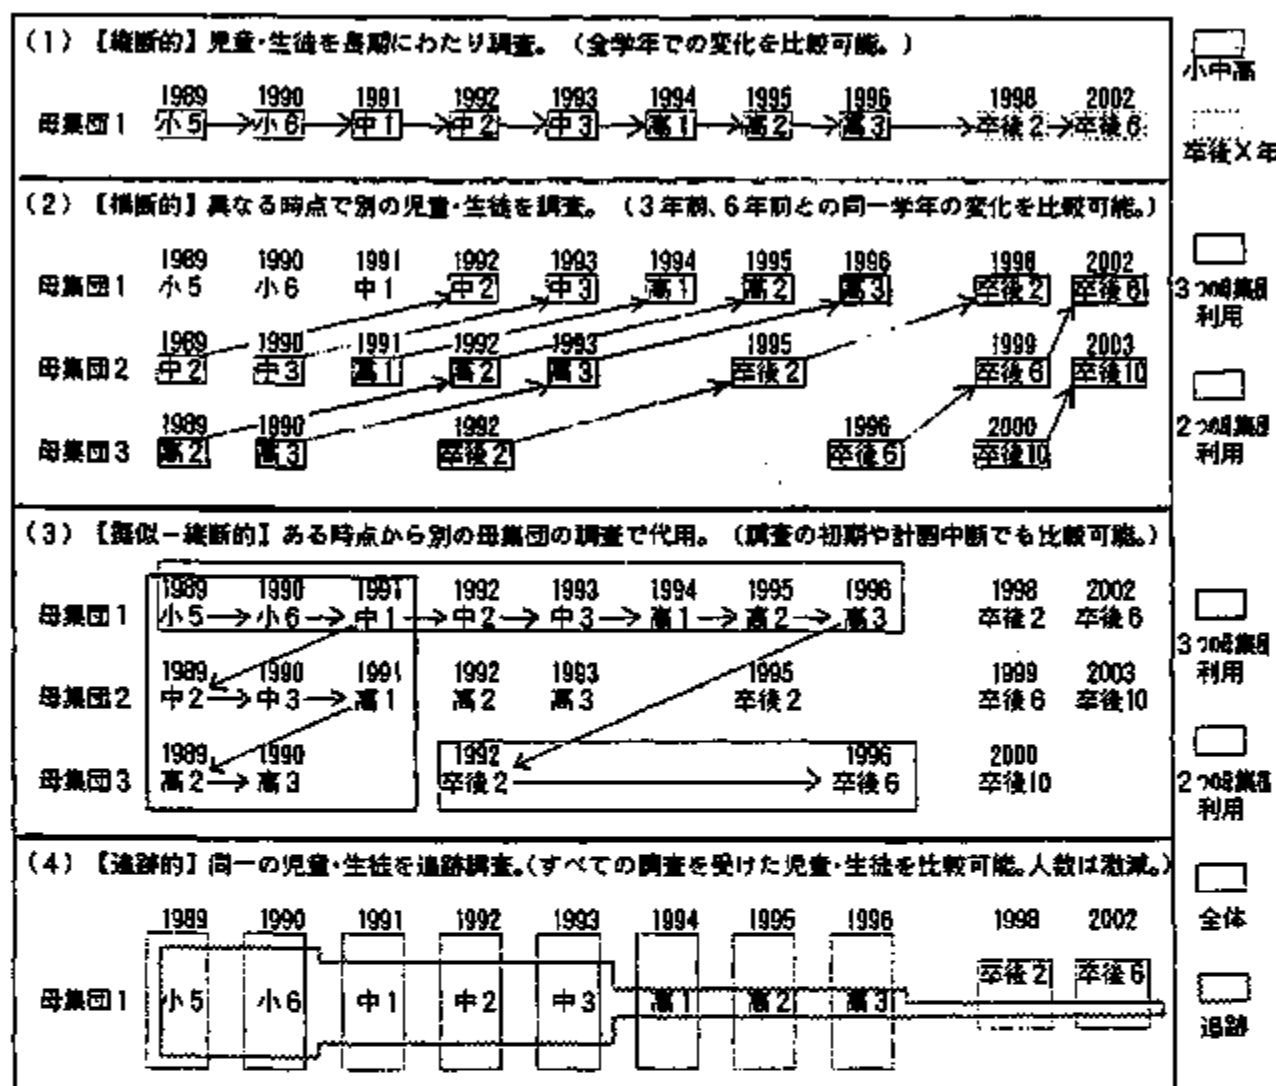 (1)【縦断的】児童・生徒を長期にわたり調査。(全学年での変化を比較可能。)
1989 1990 1991 1992 1993 1994 1995 1996 1998 2002
母集団1 小5 小6 中1 中2 中3 高1 高2 高3 卒後2 卒後6
小中高
卒後X年
(2)【横断的】異なる時点で別の児童・生徒を調査。(3年前、6年前との同一学年の変化を比較可能。)
1989 1990 1991 1992 1993 1994 1995 1996 1998 2002
母集団1 小5 小6 中1 中2 中3 高1 高2 高3 卒後2 卒後6
1989 1990 1991 1992 1993 1995 1999 2003
母集団2 中2 中3 高1 高2 高3 卒後2 卒後6 卒後10
1989 1990 1992 1996 2000
母集団3 高2 高3 卒後2 卒後6 卒後10
3つの母集団
利用
2つの母集団
利用
(3)【擬似-縦断的】ある時点から別の母集団の調査で代用。(調査の初期や計画中断でも比較可能。)
1989 1990 1991 1992 1993 1994 1995 1996 1998 2002
母集団1 小5 小6 中1 中2 中3 高1 高2 高3 卒後2 卒後6
1989 1990 1991 1992 1993 1995 1999 2003
母集団2 中2 中3 高1 高2 高3 卒後2 卒後6 卒後10
1989 1990 1992 1996 2000
母集団3 高2 高3 卒後2 卒後6 卒後10
3つの母集団
利用
2つの母集団
利用
(4)【追跡的】同一の児童・生徒を追跡調査。(すべての調査を受けた児童・生徒を比較可能。人数は激減。)
1989 1990 1991 1992 1993 1994 1995 1996 1998 2002
母集団1 小5 小6 中1 中2 中3 高1 高2 高3 卒後2 卒後6
全体
追跡